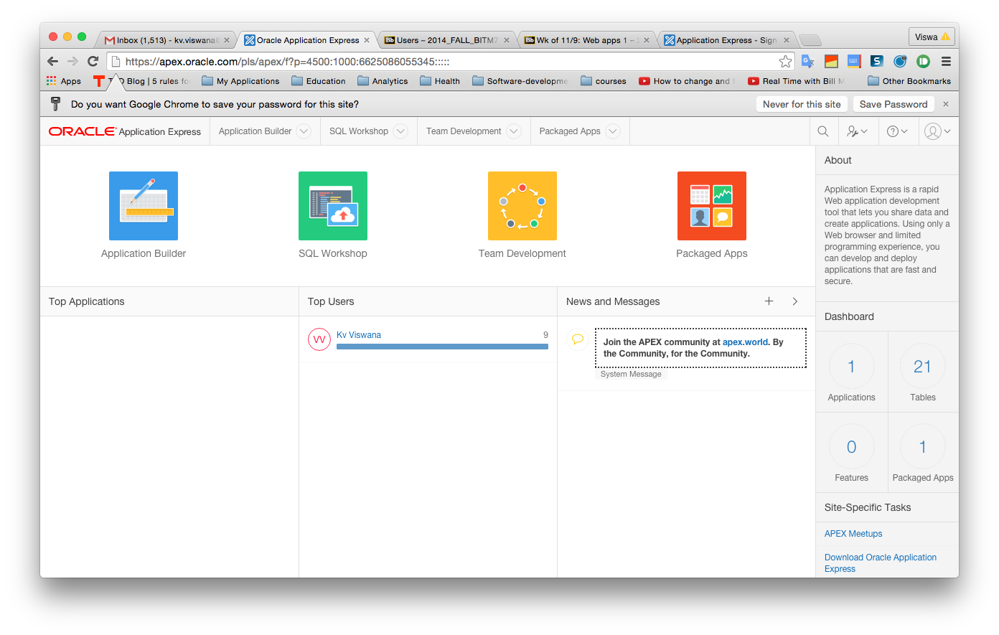 Inbox (1,513) - kv.viswana
Oracle Application Express
Users – 2014_FALL_BITM7
Wk of 11/9: Web apps 1 –
Application Express - Sign
Viswa
https://apex.oracle.com/pls/apex/f?p=4500:1000:6625086055345:::::
Apps
Blog | 5 rules fo
My Applications
Education
Analytics
Health
Software-developme
courses
How to change and
Real Time with Bill M
Other Bookmarks
Do you want Google Chrome to save your password for this site?
Never for this site
Save Password
ORACLE Application Express
Application Builder
SQL Workshop
Team Development
Packaged Apps
Application Builder
SQL Workshop
Team Development
Packaged Apps
Top Applications
Top Users
VV
Kv Viswana
9
News and Messages
Join the APEX community at apex.world. By
the Community, for the Community.
System Message
About
Application Express is a rapid
Web application development
tool that lets you share data and
create applications. Using only a
Web browser and limited
programming experience, you
can develop and deploy
applications that are fast and
secure.
Dashboard
1
Applications
21
Tables
0
Features
1
Packaged Apps
Site-Specific Tasks
APEX Meetups
Download Oracle Application
Express